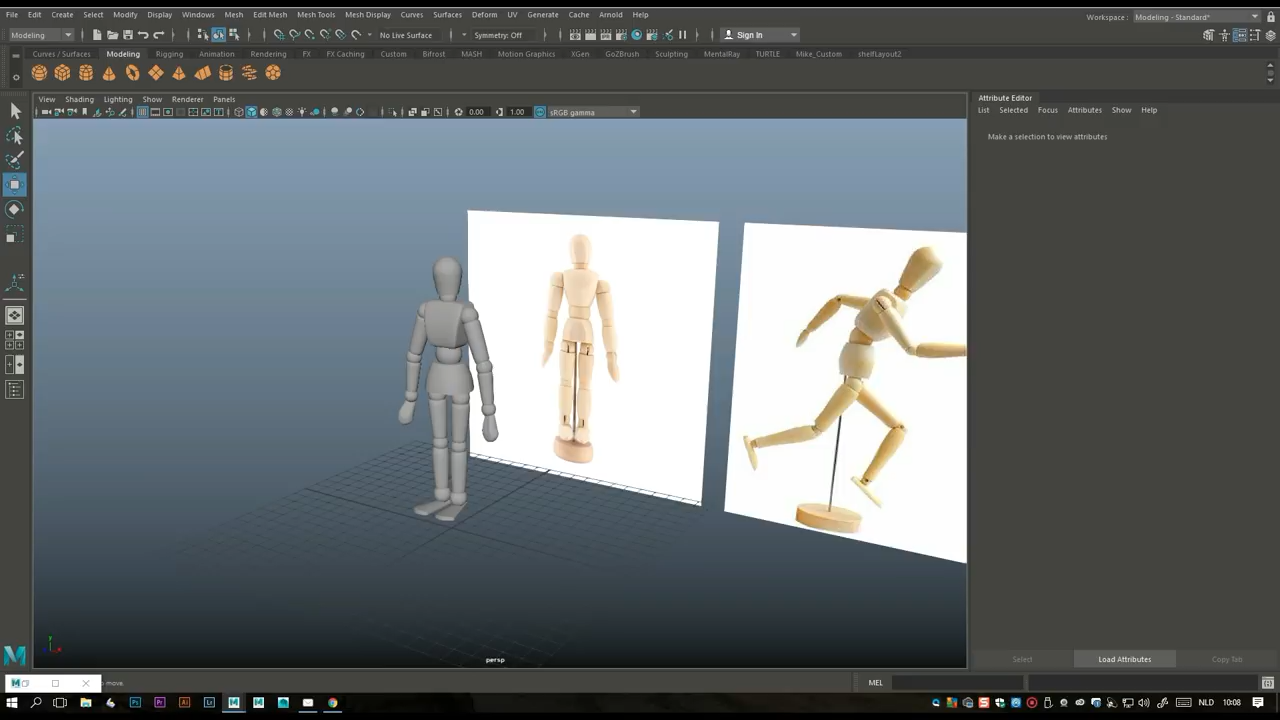 File Edit Create Select Modify Display Windows Mesh Edit Mesh Mesh Tools Mesh Display Curves Surfaces Deform UV Generate Cache Arnold Help
Workspace : Modeling - Standard*
Modeling No Live Surface Symmetry: Off Sign In
Curves / Surfaces Modeling Rigging Animation Rendering FX FX Caching Custom Bifrost MASH Motion Graphics XGen GoZBrush Sculpting MentalRay TURTLE Mike_Custom shelfLayout2
View Shading Lighting Show Renderer Panels
0.00 1.00 sRGB gamma
Attribute Editor
List Selected Focus Attributes Show Help
Make a selection to view attributes
persp
Select Load Attributes Copy Tab
move.
MEL
NLD 10:08